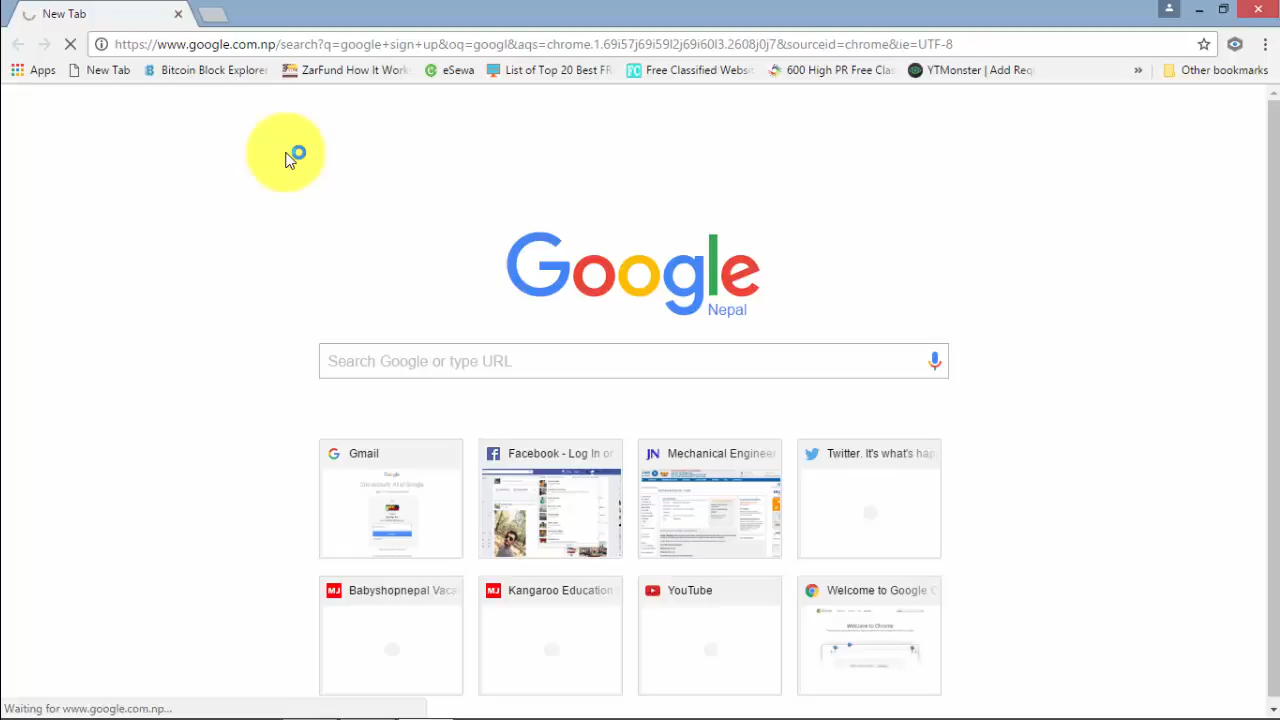 New Tab
https://www.google.com.np/search?q=google+sign+up&oq=googl&aqs=chrome.1.69i57j69i59l2j69i60l3.2608j0j7&sourceid=chrome&ie=UTF-8
Apps New Tab Bitcoin Block Explorer ZarFund How It Work eSewa List of Top 20 Best FR Free Classified Webs 600 High PR Free Clas YTMonster | Add Req » Other bookmarks
Google
Nepal
Search Google or type URL
Gmail Facebook - Log In or Mechanical Engineer Twitter. It's what's hap
Babyshopnepal Vaca Kangaroo Education YouTube Welcome to Google C
Waiting for www.google.com.np...